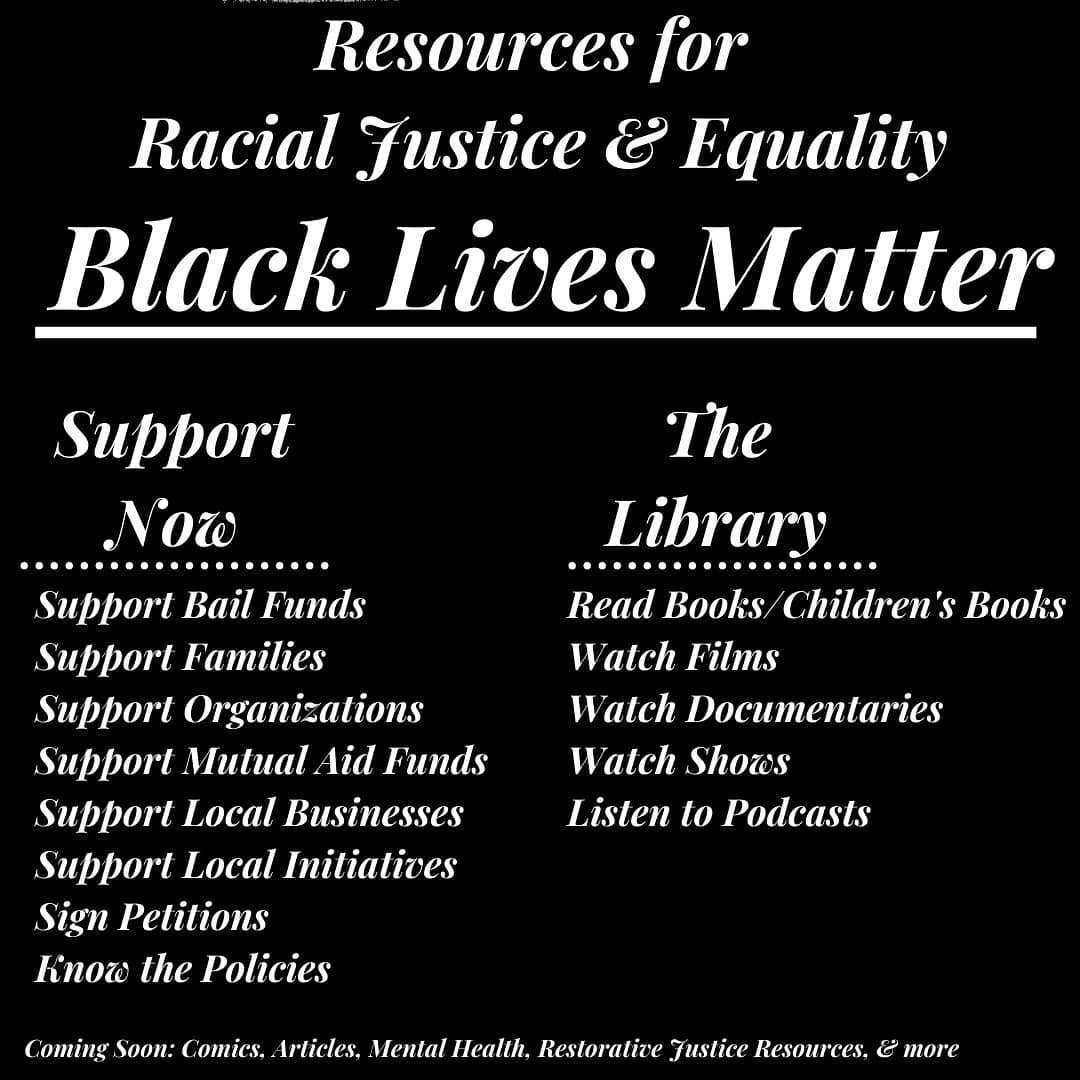 Resources for
Racial Justice & Equality
Black Lives Matter
Support
Now
Support Bail Funds
Support Families
Support Organizations
Support Mutual Aid Funds
Support Local Businesses
Support Local Initiatives
Sign Petitions
Know the Policies
The
Library
Read Books/Children's Books
Watch Films
Watch Documentaries
Watch Shows
Listen to Podcasts
Coming Soon: Comics, Articles, Mental Health, Restorative Justice Resources, & more